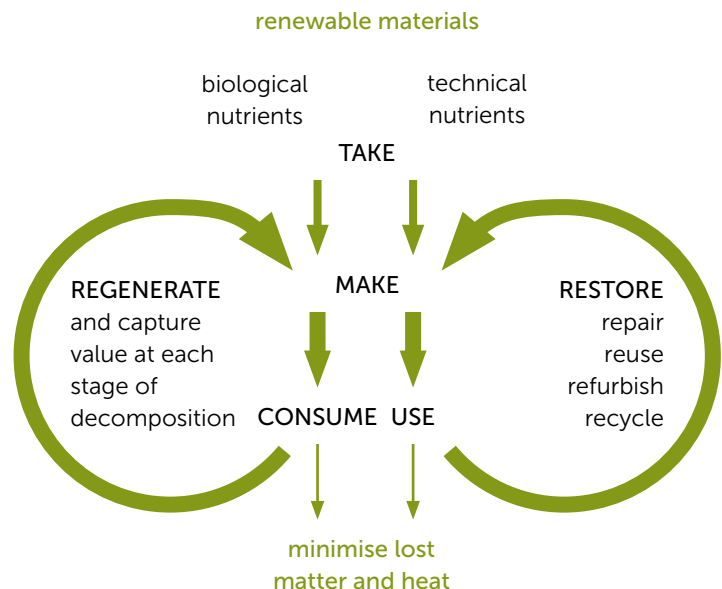 renewable materials
biological
nutrients
technical
nutrients
TAKE
MAKE
REGENERATE
and capture
value at each
stage of
decomposition
RESTORE
repair
reuse
refurbish
recycle
CONSUME USE
minimise lost
matter and heat